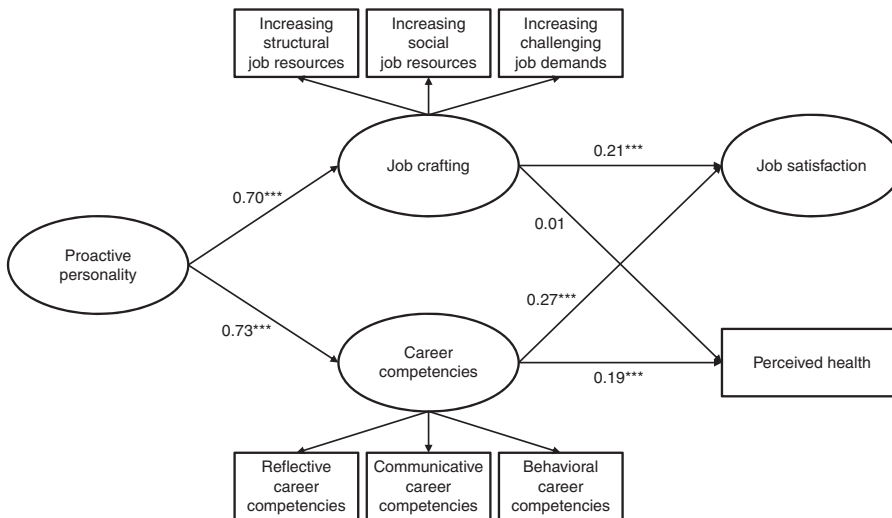 Increasing
structural
job resources
Increasing
social
job resources
Increasing
challenging
job demands
Job crafting
0.21***
Job satisfaction
0.70***
0.01
Proactive
personality
0.73***
0.27***
Career
competencies
0.19***
Perceived health
Reflective
career
competencies
Communicative
career
competencies
Behavioral
career
competencies